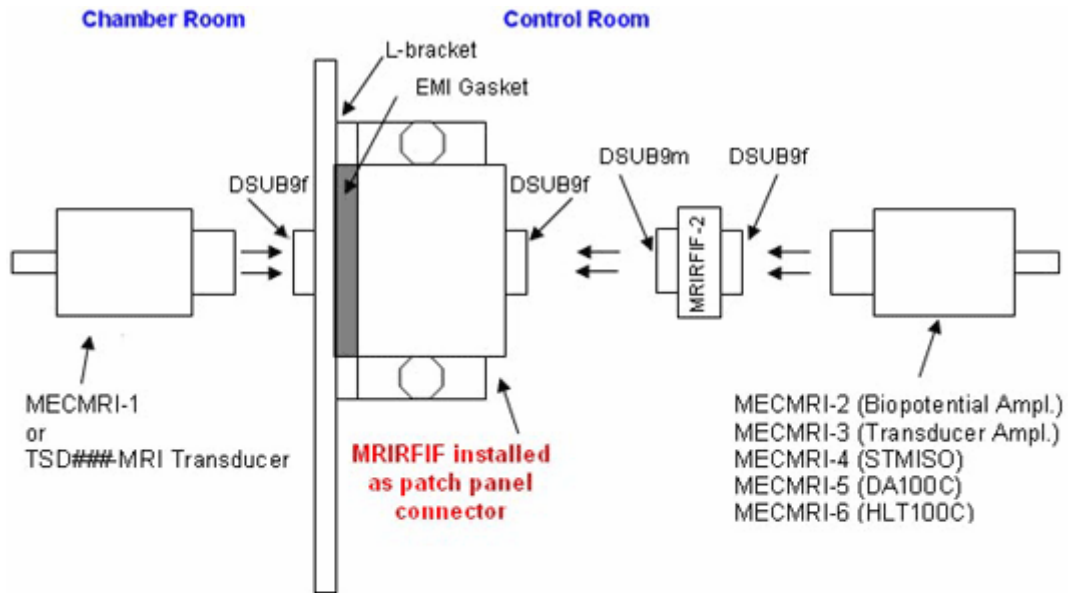 Chamber Room
Control Room
L-bracket
EMI Gasket
DSUB9f
DSUB9f
DSUB9m
DSUB9f
MRIRFIF-2
MECMRI-1
or
TSD###-MRI Transducer
MRIRFIF installed
as patch panel
connector
MECMRI-2 (Biopotential Ampl.)
MECMRI-3 (Transducer Ampl.)
MECMRI-4 (STMISO)
MECMRI-5 (DA100C)
MECMRI-6 (HLT100C)